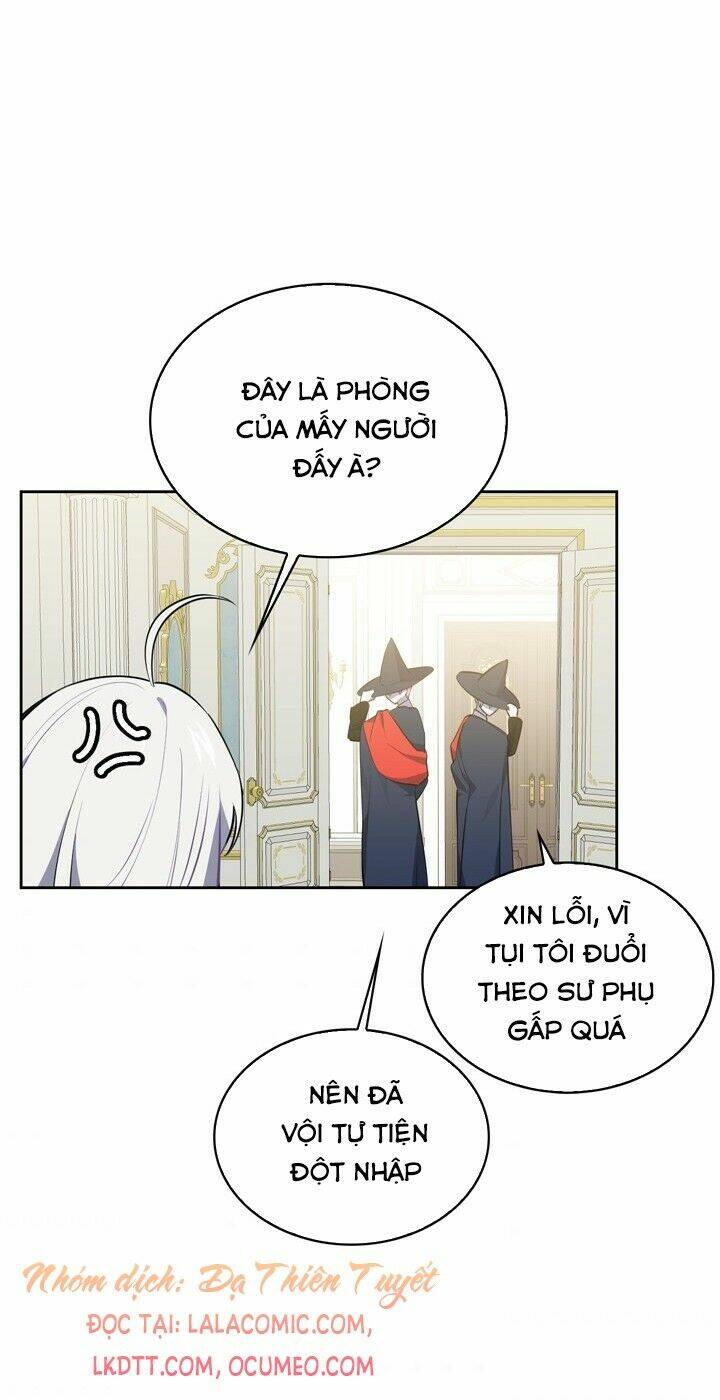 ĐÂY LÀ PHÒNG
CỦA MẤY NGƯỜI
ĐẤY À?
XIN LỖI, VÌ
TỤI TÔI ĐUỔI
THEO SƯ PHỤ
GẤP QUÁ
NÊN ĐÃ
VỘI TỰ TIỆN
ĐỘT NHẬP
Nhóm dịch: Dạ Thiên Tuyết
ĐỌC TẠI: LALACOMIC.COM,
LKDTT.COM, OCUMEO.COM